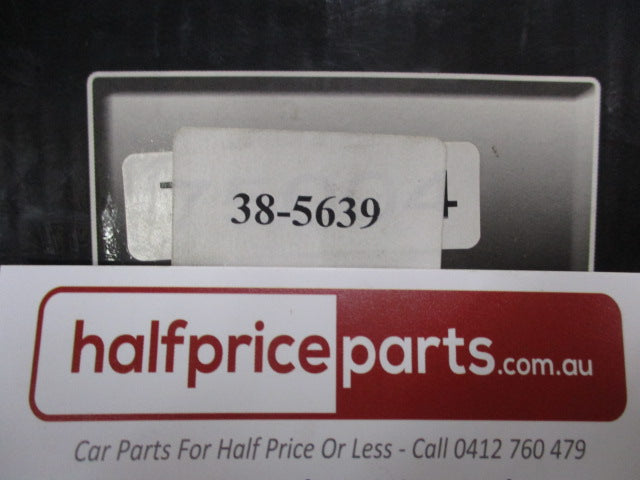 38-5639
halfpriceparts.com.au
Car Parts For Half Price Or Less - Call 0412 760 479